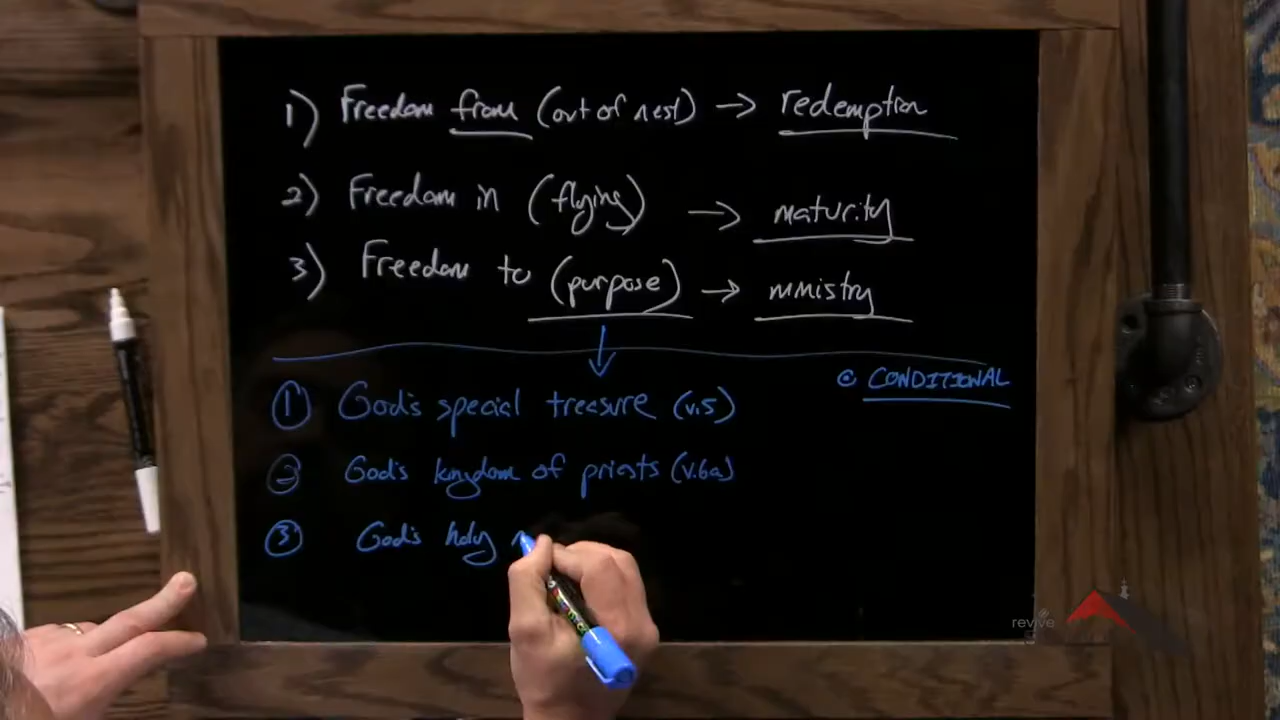 1) Freedom from (out of nest) → redemption
2) Freedom in (flying) → maturity
3) Freedom to (purpose) → ministry
⊙ CONDITIONAL
① God's special treasure (v.5)
② God's kingdom of priests (v.6a)
③ God's holy
revive